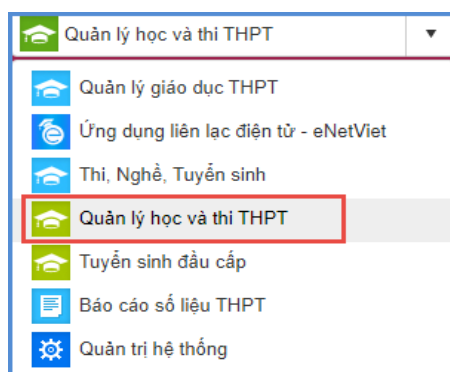 Quản lý học và thi THPT
Quản lý giáo dục THPT
Ứng dụng liên lạc điện tử - eNetViet
Thi, Nghề, Tuyển sinh
Quản lý học và thi THPT
Tuyển sinh đầu cấp
Báo cáo số liệu THPT
Quản trị hệ thống